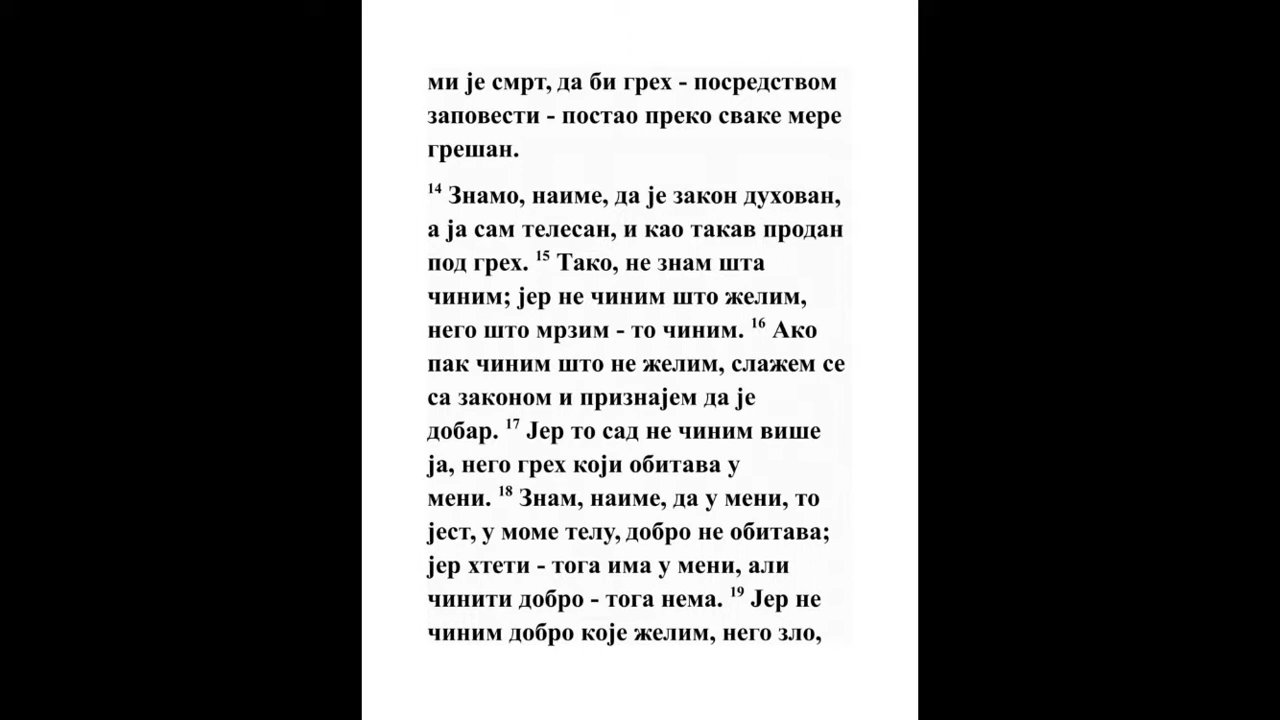 ми је смрт, да би грех - посредством
заповести - постао преко сваке мере
грешан.
14 Знамо, наиме, да је закон духован,
а ја сам телесан, и као такав продан
под грех. 15 Тако, не знам шта
чиним; јер не чиним што желим,
него што мрзим - то чиним. 16 Ако
пак чиним што не желим, слажем се
са законом и признајем да је
добар. 17 Јер то сад не чиним више
ја, него грех који обитава у
мени. 18 Знам, наиме, да у мени, то
јест, у моме телу, добро не обитава;
јер хтети - тога има у мени, али
чинити добро - тога нема. 19 Јер не
чиним добро које желим, него зло,